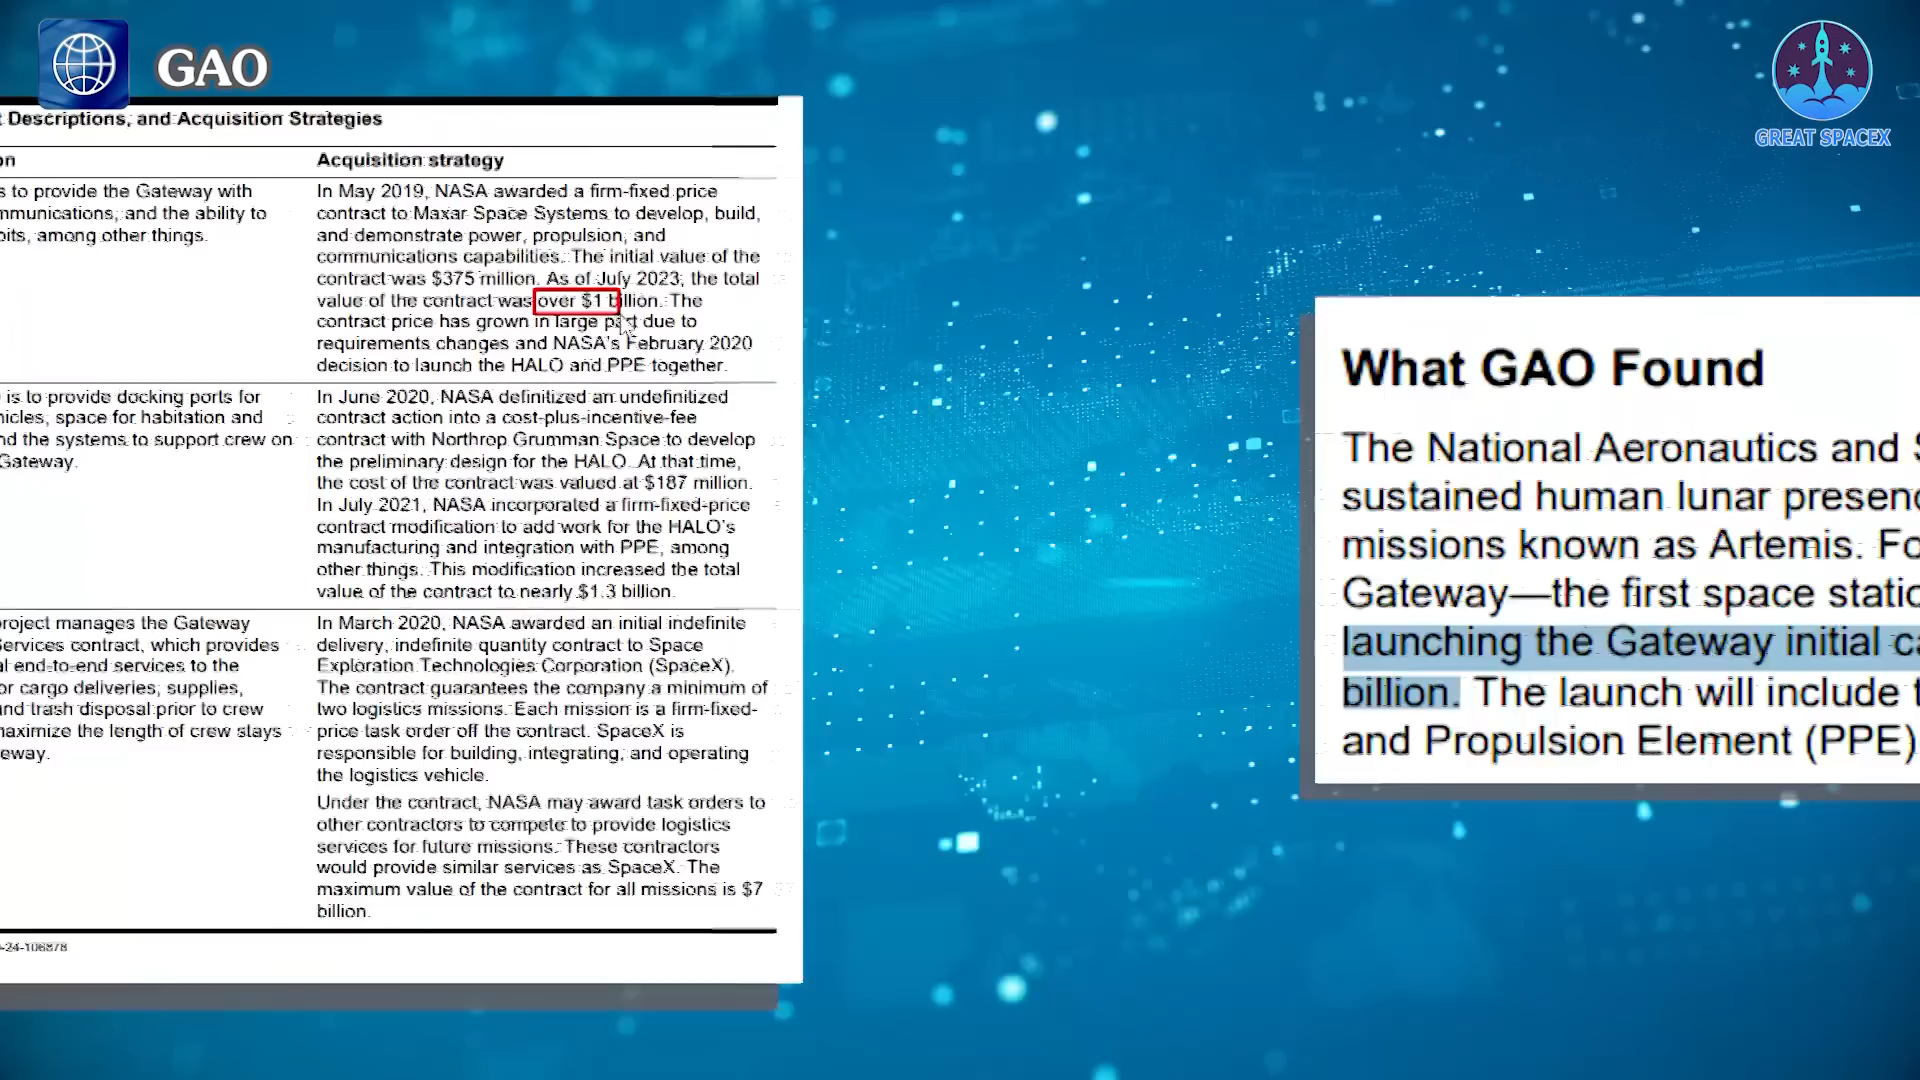 GAO
GREAT SPACEX
Descriptions, and Acquisition Strategies
Acquisition strategy
s to provide the Gateway with
mmunications, and the ability to
bits, among other things.
In May 2019, NASA awarded a firm-fixed price
contract to Maxar Space Systems to develop, build,
and demonstrate power, propulsion, and
communications capabilities. The initial value of the
contract was $375 million. As of July 2023, the total
value of the contract was over $1 billion. The
contract price has grown in large part due to
requirements changes and NASA's February 2020
decision to launch the HALO and PPE together.
is to provide docking ports for
hicles, space for habitation and
nd the systems to support crew on
Gateway.
In June 2020, NASA definitized an undefinitized
contract action into a cost-plus-incentive-fee
contract with Northrop Grumman Space to develop
the preliminary design for the HALO. At that time,
the cost of the contract was valued at $187 million.
In July 2021, NASA incorporated a firm-fixed-price
contract modification to add work for the HALO's
manufacturing and integration with PPE, among
other things. This modification increased the total
value of the contract to nearly $1.3 billion.
project manages the Gateway
Services contract, which provides
al end-to-end services to the
or cargo deliveries, supplies,
and trash disposal prior to crew
maximize the length of crew stays
eway.
In March 2020, NASA awarded an initial indefinite
delivery, indefinite quantity contract to Space
Exploration Technologies Corporation (SpaceX).
The contract guarantees the company a minimum of
two logistics missions. Each mission is a firm-fixed-
price task order off the contract. SpaceX is
responsible for building, integrating, and operating
the logistics vehicle.
Under the contract, NASA may award task orders to
other contractors to compete to provide logistics
services for future missions. These contractors
would provide similar services as SpaceX. The
maximum value of the contract for all missions is $7
billion.
-24-106878
What GAO Found
The National Aeronautics and S
sustained human lunar presenc
missions known as Artemis. Fo
Gateway—the first space static
launching the Gateway initial ca
billion. The launch will include t
and Propulsion Element (PPE)